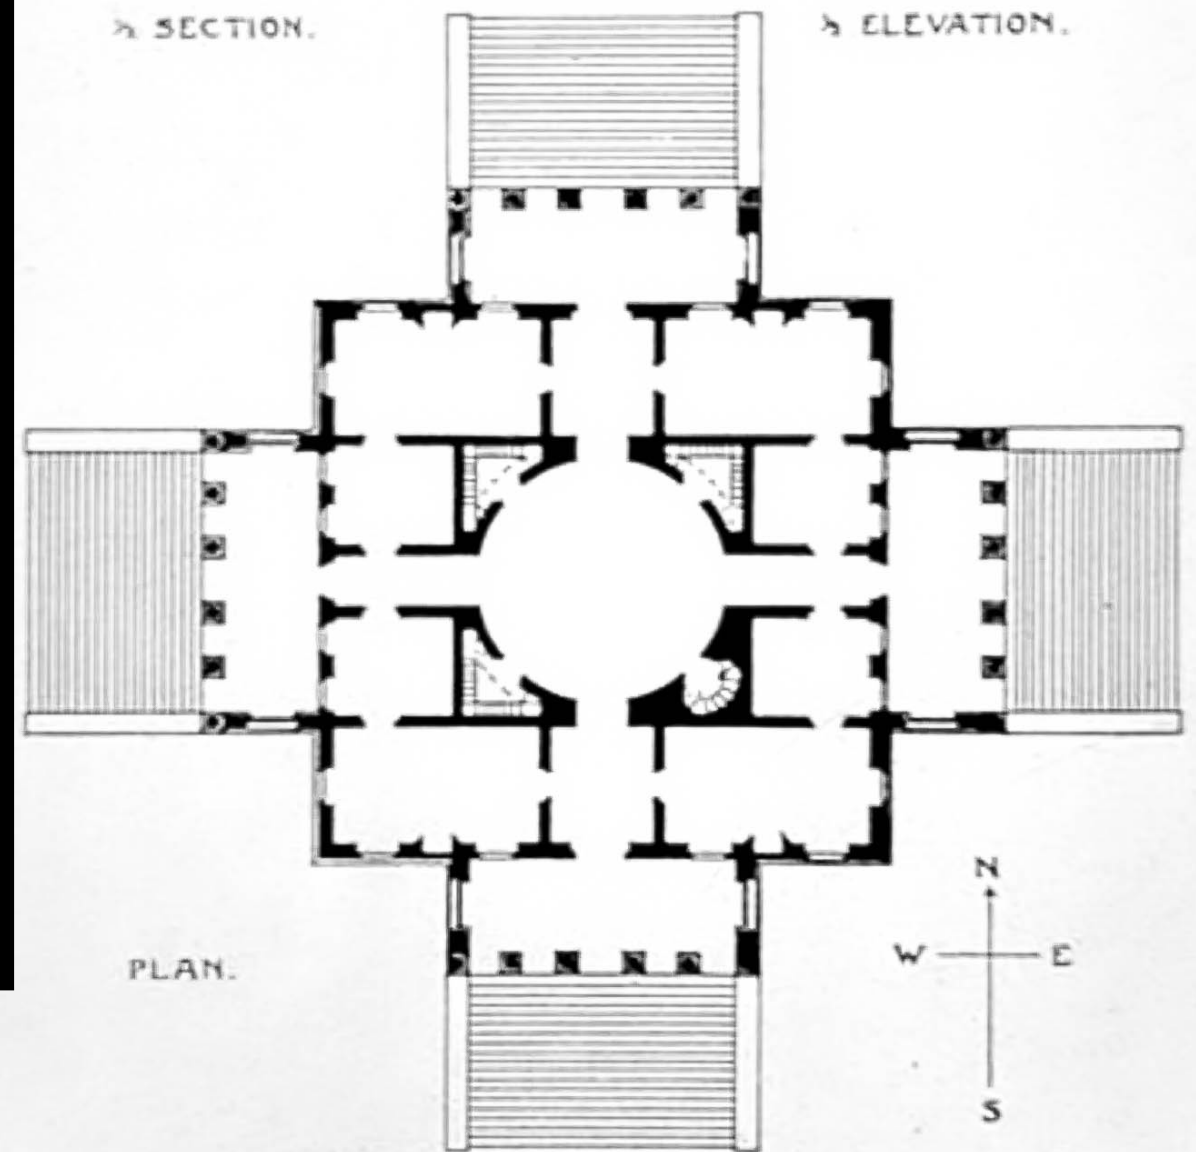 ½ SECTION.
½ ELEVATION.
PLAN.
N
W E
S